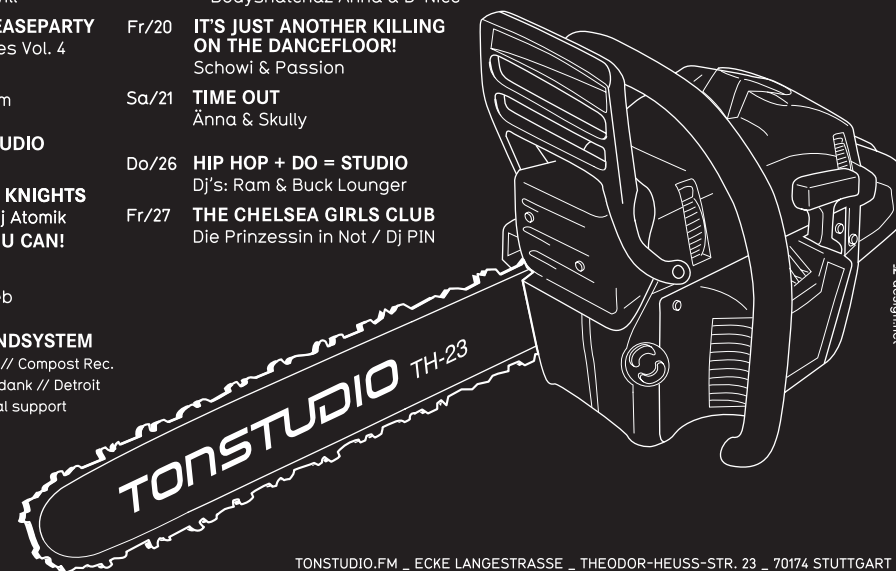 EASEPARTY
es Vol. 4
m
UDIO
KNIGHTS
j Atomik
U CAN!
eb
NDSYSTEM
// Compost Rec.
dank // Detroit
al support
Fr/20 IT'S JUST ANOTHER KILLING
ON THE DANCEFLOOR!
Schowi & Passion
Sa/21 TIME OUT
Änna & Skully
Do/26 HIP HOP + DO = STUDIO
Dj's: Ram & Buck Lounger
Fr/27 THE CHELSEA GIRLS CLUB
Die Prinzessin in Not / Dj PIN
TONSTUDIO TH-23
TONSTUDIO.FM _ ECKE LANGESTRASSE _ THEODOR-HEUSS-STR. 23 _ 70174 STUTTGART